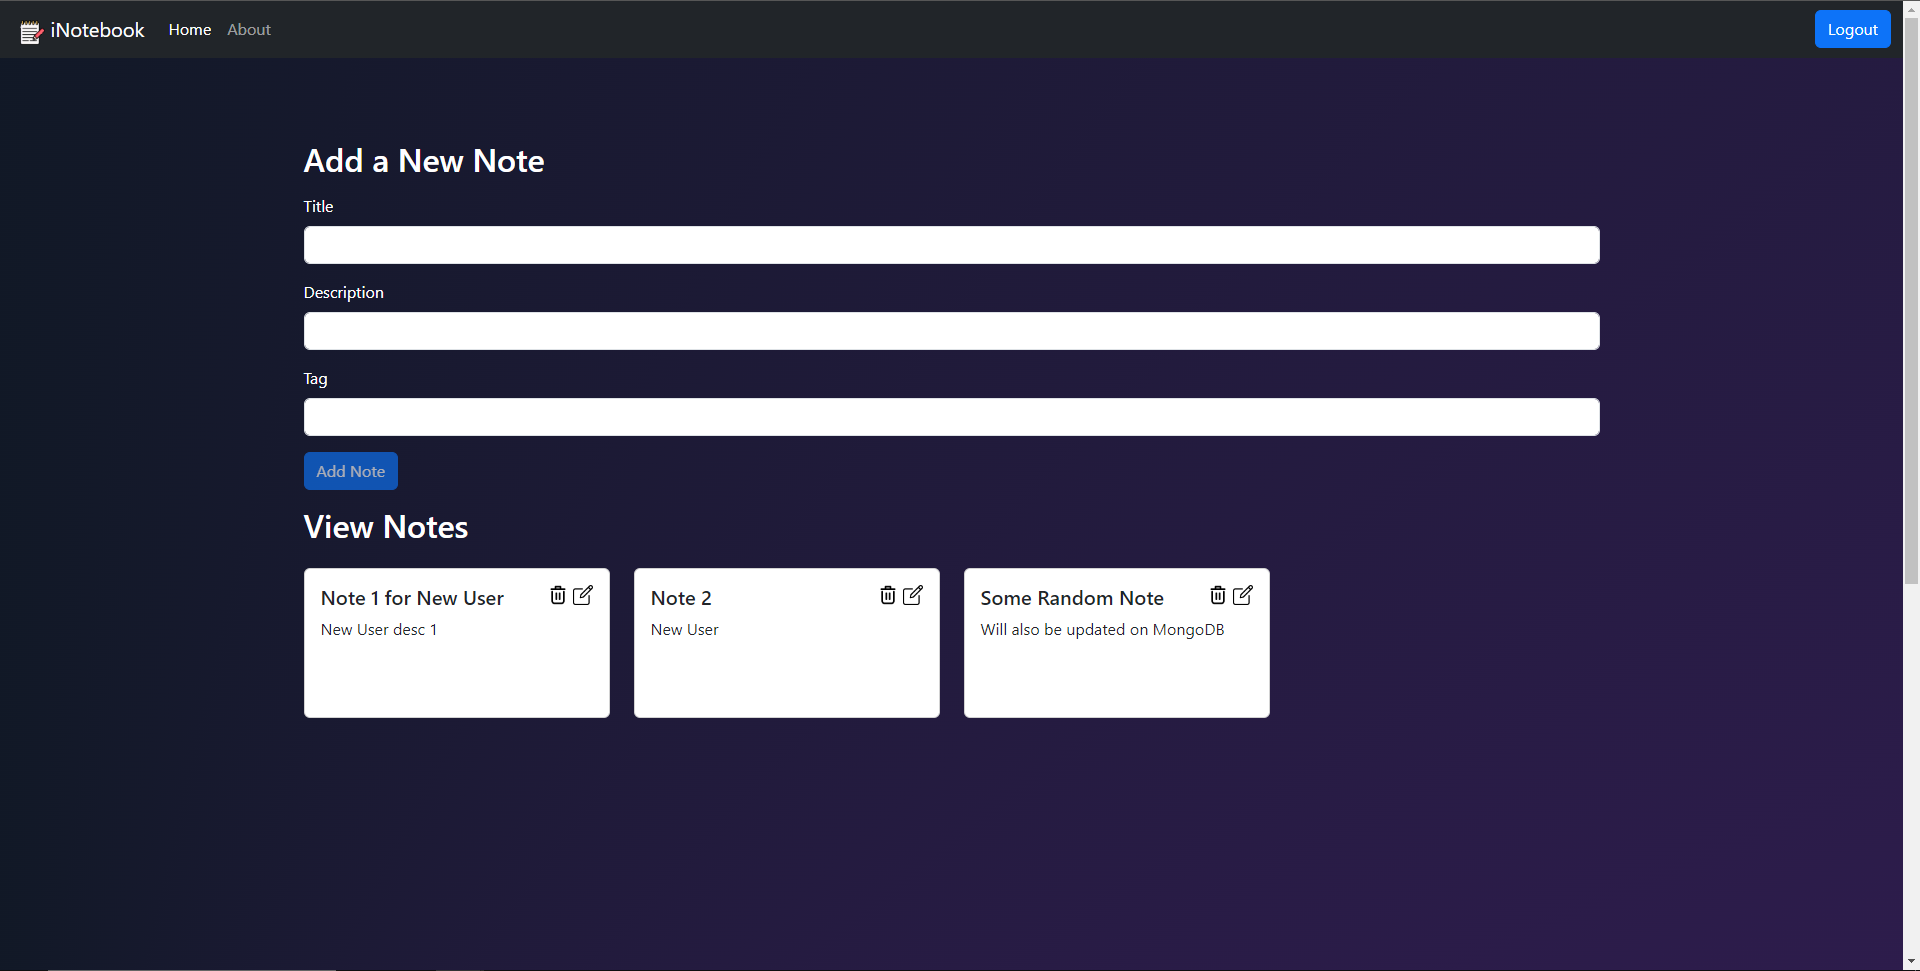 iNotebook Home About Logout
Add a New Note
Title
Description
Tag
Add Note
View Notes
Note 1 for New User
New User desc 1
Note 2
New User
Some Random Note
Will also be updated on MongoDB